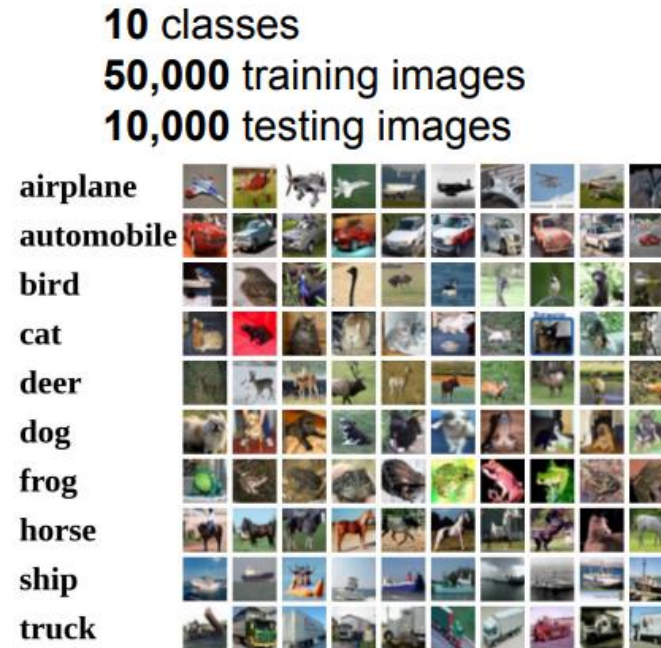 10 classes
50,000 training images
10,000 testing images
airplane
automobile
bird
cat
deer
dog
frog
horse
ship
truck